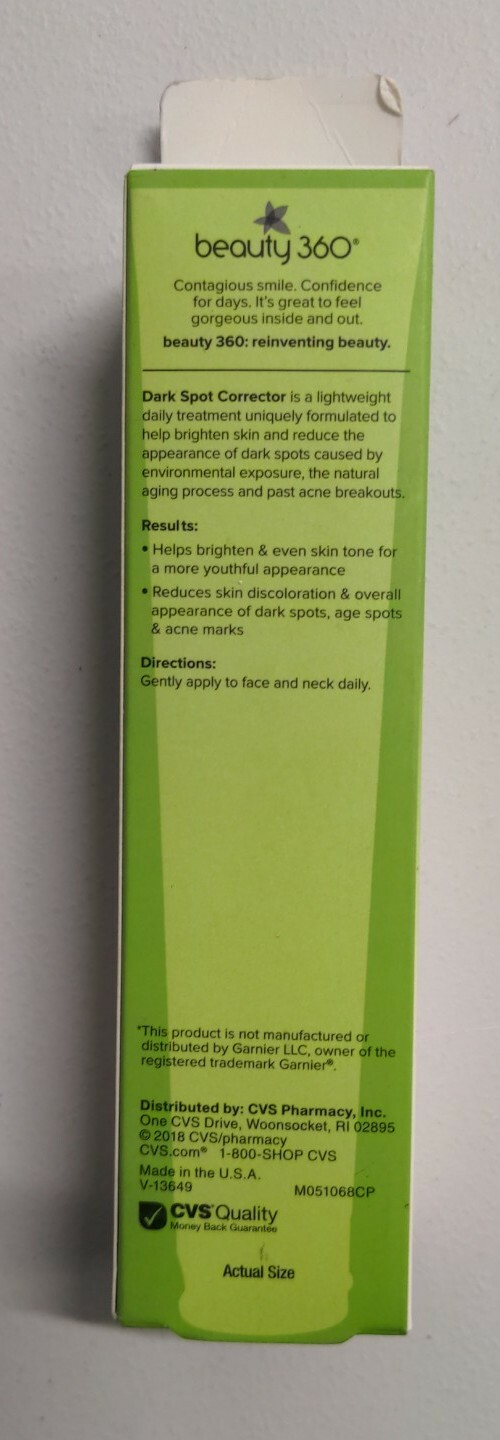 beauty 360®
Contagious smile. Confidence
for days. It's great to feel
gorgeous inside and out.
beauty 360: reinventing beauty.
Dark Spot Corrector is a lightweight
daily treatment uniquely formulated to
help brighten skin and reduce the
appearance of dark spots caused by
environmental exposure, the natural
aging process and past acne breakouts.
Results:
• Helps brighten & even skin tone for
a more youthful appearance
• Reduces skin discoloration & overall
appearance of dark spots, age spots
& acne marks
Directions:
Gently apply to face and neck daily.
*This product is not manufactured or
distributed by Garnier LLC, owner of the
registered trademark Garnier®.
Distributed by: CVS Pharmacy, Inc.
One CVS Drive, Woonsocket, RI 02895
© 2018 CVS/pharmacy
CVS.com® 1-800-SHOP CVS
Made in the U.S.A.
V-13649 M051068CP
CVS® Quality
Money Back Guarantee
Actual Size